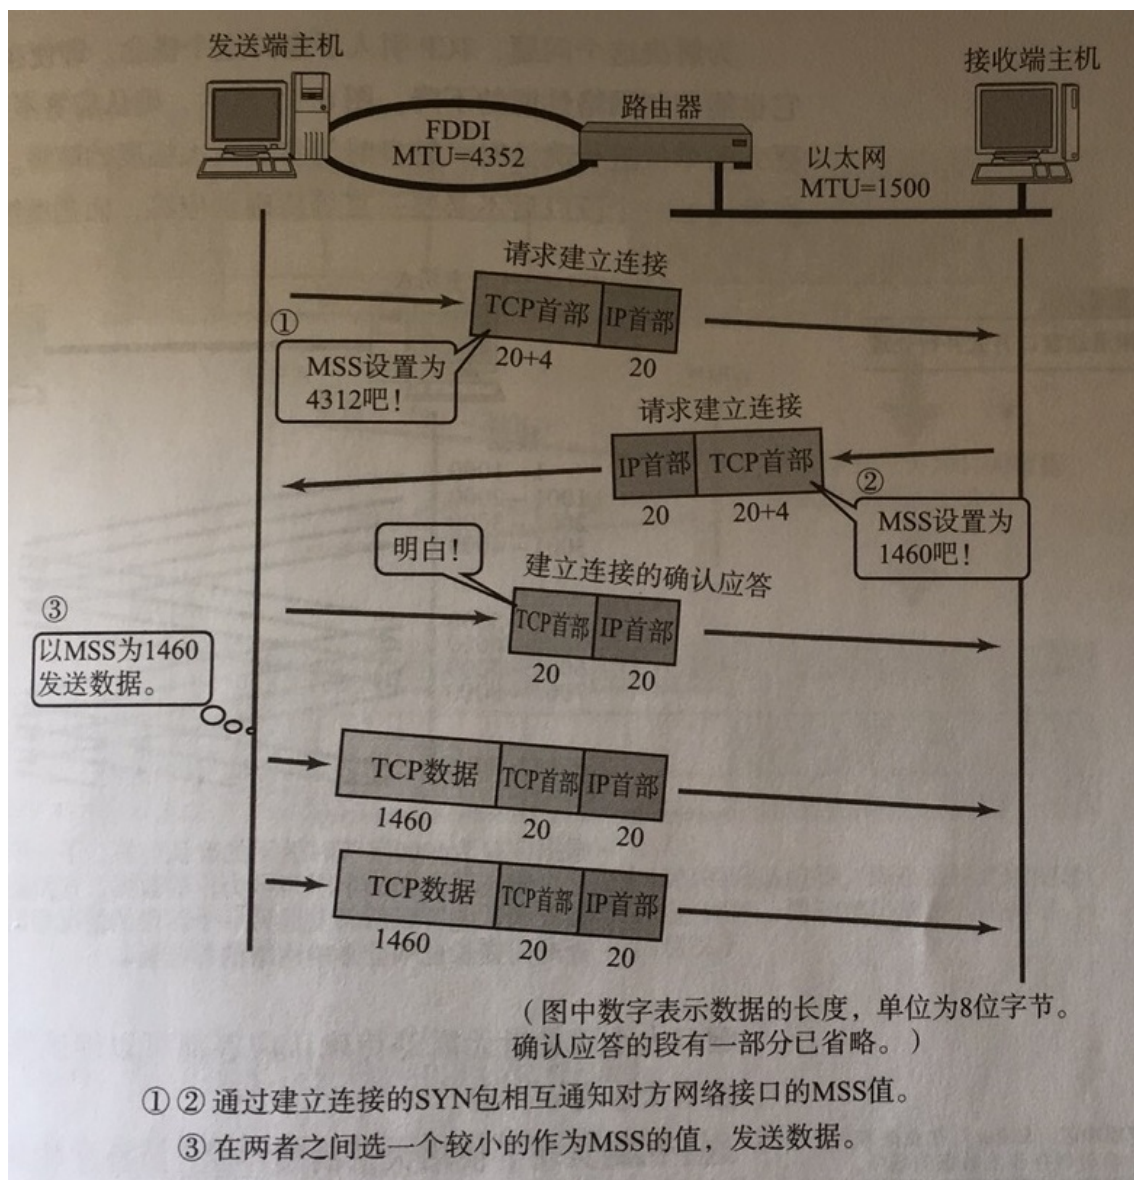 发送端主机
接收端主机
路由器
FDDI
MTU=4352
以太网
MTU=1500
请求建立连接
TCP首部 IP首部
20+4 20
①
MSS设置为
4312吧！
请求建立连接
IP首部 TCP首部
20 20+4
②
MSS设置为
1460吧！
明白！
建立连接的确认应答
TCP首部 IP首部
20 20
③
以MSS为1460
发送数据。
TCP数据 TCP首部 IP首部
1460 20 20
TCP数据 TCP首部 IP首部
1460 20 20
（图中数字表示数据的长度，单位为8位字节。
确认应答的段有一部分已省略。）
①②通过建立连接的SYN包相互通知对方网络接口的MSS值。
③在两者之间选一个较小的作为MSS的值，发送数据。